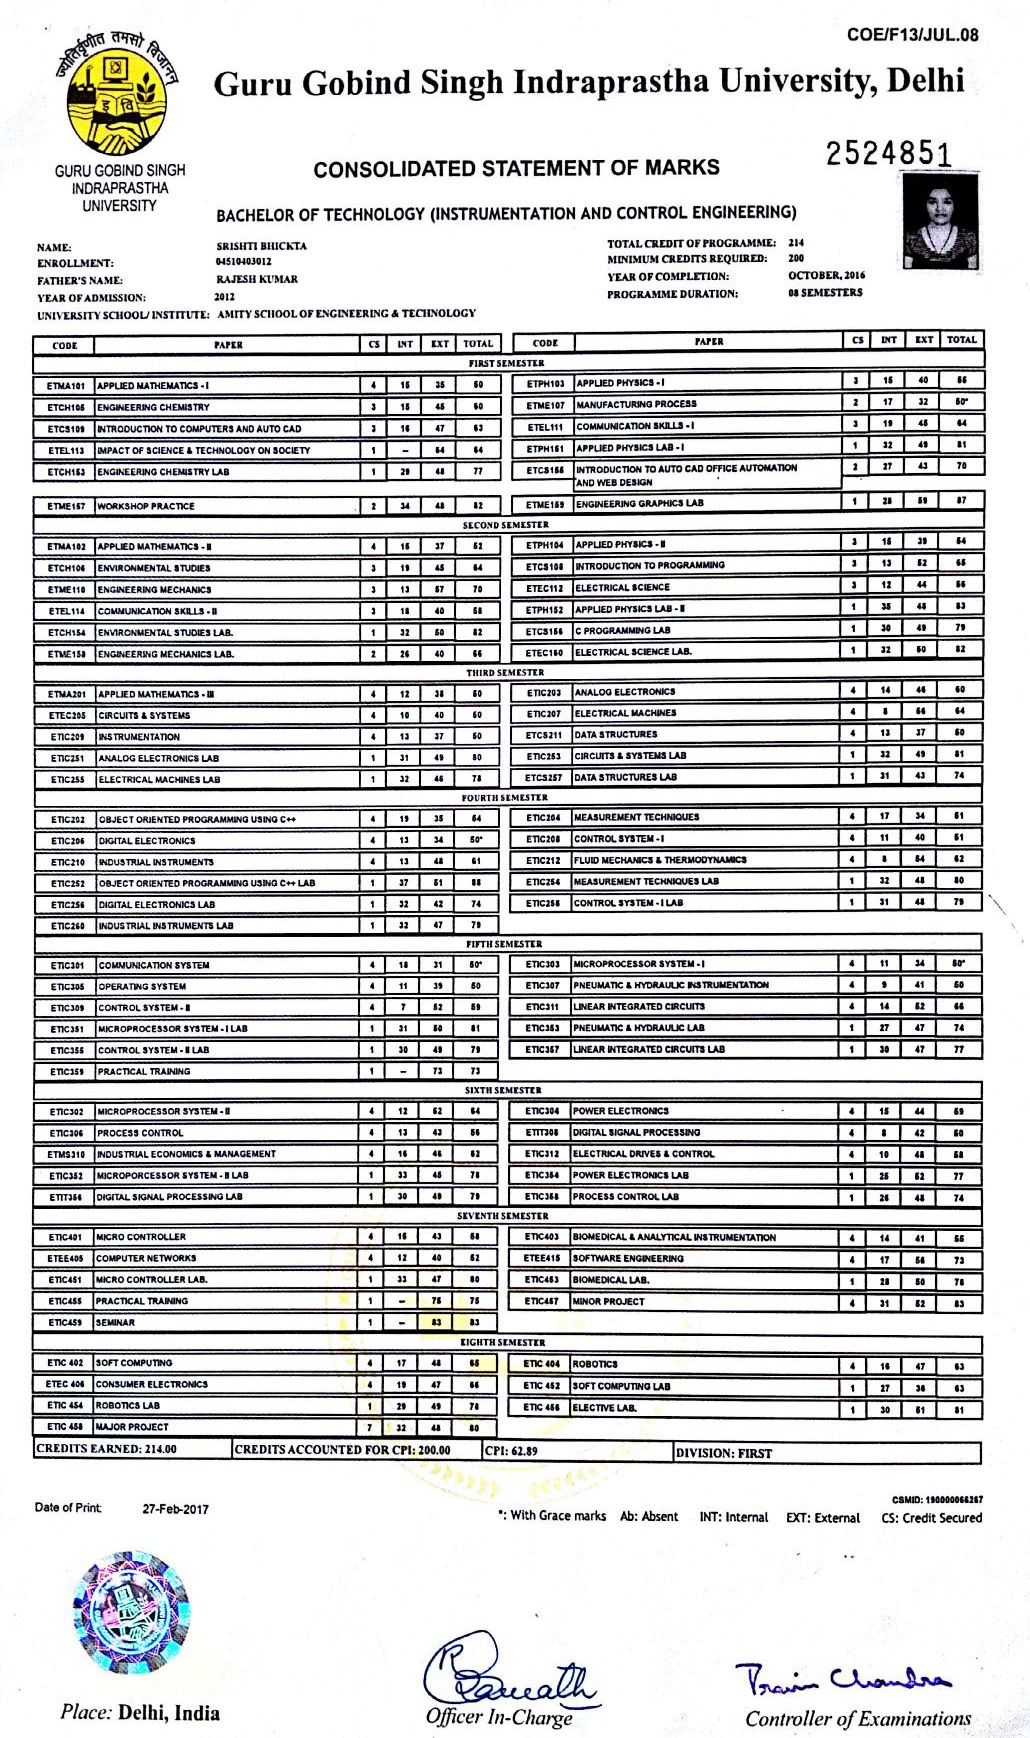 COE/F13/JUL.08
ज्योतिर्वृणीत तमसो विजानन
Guru Gobind Singh Indraprastha University, Delhi
GURU GOBIND SINGH
INDRAPRASTHA
UNIVERSITY
2524851
CONSOLIDATED STATEMENT OF MARKS
BACHELOR OF TECHNOLOGY (INSTRUMENTATION AND CONTROL ENGINEERING)
NAME: SRISHTI BHICKTA
ENROLLMENT: 04510403012
FATHER'S NAME: RAJESH KUMAR
YEAR OF ADMISSION: 2012
UNIVERSITY SCHOOL/ INSTITUTE: AMITY SCHOOL OF ENGINEERING & TECHNOLOGY
TOTAL CREDIT OF PROGRAMME: 214
MINIMUM CREDITS REQUIRED: 200
YEAR OF COMPLETION: OCTOBER, 2016
PROGRAMME DURATION: 08 SEMESTERS
CODE PAPER CS INT EXT TOTAL CODE PAPER CS INT EXT TOTAL
FIRST SEMESTER
ETMA101 APPLIED MATHEMATICS - I 4 15 35 50 ETPH103 APPLIED PHYSICS - I 3 15 40 55
ETCH105 ENGINEERING CHEMISTRY 3 15 45 60 ETME107 MANUFACTURING PROCESS 2 17 32 50*
ETCS109 INTRODUCTION TO COMPUTERS AND AUTO CAD 3 16 47 63 ETEL111 COMMUNICATION SKILLS - I 3 19 45 64
ETEL113 IMPACT OF SCIENCE & TECHNOLOGY ON SOCIETY 1 – 64 64 ETPH151 APPLIED PHYSICS LAB - I 1 32 49 81
ETCH153 ENGINEERING CHEMISTRY LAB 1 29 48 77 ETCS155 INTRODUCTION TO AUTO CAD OFFICE AUTOMATION 2 27 43 70
AND WEB DESIGN
ETME157 WORKSHOP PRACTICE 2 34 48 82 ETME159 ENGINEERING GRAPHICS LAB 1 28 59 87
SECOND SEMESTER
ETMA102 APPLIED MATHEMATICS - II 4 15 37 52 ETPH104 APPLIED PHYSICS - II 3 15 39 54
ETCH106 ENVIRONMENTAL STUDIES 3 19 45 64 ETCS108 INTRODUCTION TO PROGRAMMING 3 13 52 65
ETME110 ENGINEERING MECHANICS 3 13 57 70 ETEC112 ELECTRICAL SCIENCE 3 12 44 56
ETEL114 COMMUNICATION SKILLS - II 3 18 40 58 ETPH152 APPLIED PHYSICS LAB - II 1 35 48 83
ETCH154 ENVIRONMENTAL STUDIES LAB. 1 32 50 82 ETCS156 C PROGRAMMING LAB 1 30 49 79
ETME158 ENGINEERING MECHANICS LAB. 2 26 40 66 ETEC160 ELECTRICAL SCIENCE LAB. 1 32 50 82
THIRD SEMESTER
ETMA201 APPLIED MATHEMATICS - III 4 12 38 50 ETIC203 ANALOG ELECTRONICS 4 14 46 60
ETEC205 CIRCUITS & SYSTEMS 4 10 40 50 ETIC207 ELECTRICAL MACHINES 4 8 56 64
ETIC209 INSTRUMENTATION 4 13 37 50 ETCS211 DATA STRUCTURES 4 13 37 50
ETIC251 ANALOG ELECTRONICS LAB 1 31 49 80 ETIC253 CIRCUITS & SYSTEMS LAB 1 32 49 81
ETIC255 ELECTRICAL MACHINES LAB 1 32 46 78 ETCS257 DATA STRUCTURES LAB 1 31 43 74
FOURTH SEMESTER
ETIC202 OBJECT ORIENTED PROGRAMMING USING C++ 4 19 35 54 ETIC204 MEASUREMENT TECHNIQUES 4 17 34 51
ETIC206 DIGITAL ELECTRONICS 4 13 34 50* ETIC208 CONTROL SYSTEM - I 4 11 40 51
ETIC210 INDUSTRIAL INSTRUMENTS 4 13 48 61 ETIC212 FLUID MECHANICS & THERMODYNAMICS 4 8 54 62
ETIC252 OBJECT ORIENTED PROGRAMMING USING C++ LAB 1 37 51 88 ETIC254 MEASUREMENT TECHNIQUES LAB 1 32 48 80
ETIC256 DIGITAL ELECTRONICS LAB 1 32 42 74 ETIC258 CONTROL SYSTEM - I LAB 1 31 48 79
ETIC260 INDUSTRIAL INSTRUMENTS LAB 1 32 47 79
FIFTH SEMESTER
ETIC301 COMMUNICATION SYSTEM 4 18 31 50* ETIC303 MICROPROCESSOR SYSTEM - I 4 11 34 50*
ETIC305 OPERATING SYSTEM 4 11 39 50 ETIC307 PNEUMATIC & HYDRAULIC INSTRUMENTATION 4 9 41 50
ETIC309 CONTROL SYSTEM - II 4 7 52 59 ETIC311 LINEAR INTEGRATED CIRCUITS 4 14 52 66
ETIC351 MICROPROCESSOR SYSTEM - I LAB 1 31 50 81 ETIC353 PNEUMATIC & HYDRAULIC LAB 1 27 47 74
ETIC355 CONTROL SYSTEM - II LAB 1 30 49 79 ETIC357 LINEAR INTEGRATED CIRCUITS LAB 1 30 47 77
ETIC359 PRACTICAL TRAINING 1 – 73 73
SIXTH SEMESTER
ETIC302 MICROPROCESSOR SYSTEM - II 4 12 52 64 ETIC304 POWER ELECTRONICS 4 15 44 59
ETIC306 PROCESS CONTROL 4 13 43 56 ETIT308 DIGITAL SIGNAL PROCESSING 4 8 42 50
ETMS310 INDUSTRIAL ECONOMICS & MANAGEMENT 4 16 46 62 ETIC312 ELECTRICAL DRIVES & CONTROL 4 10 48 58
ETIC352 MICROPORCESSOR SYSTEM - II LAB 1 33 45 78 ETIC354 POWER ELECTRONICS LAB 1 25 52 77
ETIT356 DIGITAL SIGNAL PROCESSING LAB 1 30 49 79 ETIC358 PROCESS CONTROL LAB 1 26 48 74
SEVENTH SEMESTER
ETIC401 MICRO CONTROLLER 4 15 43 58 ETIC403 BIOMEDICAL & ANALYTICAL INSTRUMENTATION 4 14 41 55
ETEE405 COMPUTER NETWORKS 4 12 40 52 ETEE415 SOFTWARE ENGINEERING 4 17 56 73
ETIC451 MICRO CONTROLLER LAB. 1 33 47 80 ETIC453 BIOMEDICAL LAB. 1 28 50 78
ETIC455 PRACTICAL TRAINING 1 – 75 75 ETIC457 MINOR PROJECT 4 31 52 83
ETIC459 SEMINAR 1 – 83 83
EIGHTH SEMESTER
ETIC 402 SOFT COMPUTING 4 17 48 65 ETIC 404 ROBOTICS 4 16 47 63
ETEC 406 CONSUMER ELECTRONICS 4 19 47 66 ETIC 452 SOFT COMPUTING LAB 1 27 36 63
ETIC 454 ROBOTICS LAB 1 29 49 78 ETIC 456 ELECTIVE LAB. 1 30 51 81
ETIC 458 MAJOR PROJECT 7 32 48 80
CREDITS EARNED: 214.00 CREDITS ACCOUNTED FOR CPI: 200.00 CPI: 62.89 DIVISION: FIRST
CSMID: 190000066267
Date of Print: 27-Feb-2017
*: With Grace marks Ab: Absent INT: Internal EXT: External CS: Credit Secured
Place: Delhi, India
Officer In-Charge
Controller of Examinations